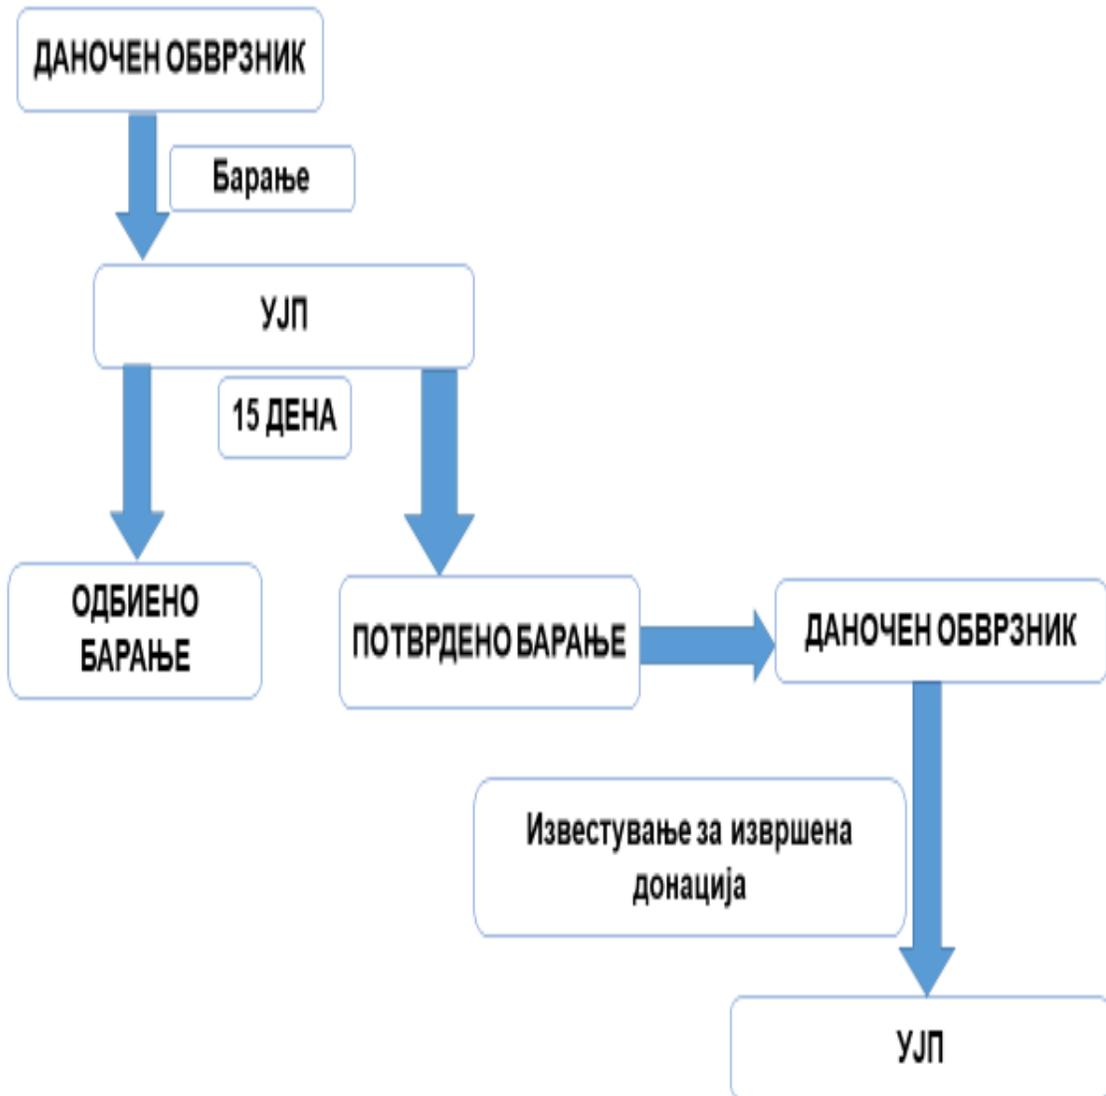 ДАНОЧЕН ОБВРЗНИК
Барање
УЈП
15 ДЕНА
ОДБИЕНО
БАРАЊЕ
ПОТВРДЕНО БАРАЊЕ
ДАНОЧЕН ОБВРЗНИК
Известување за извршена
донација
УЈП